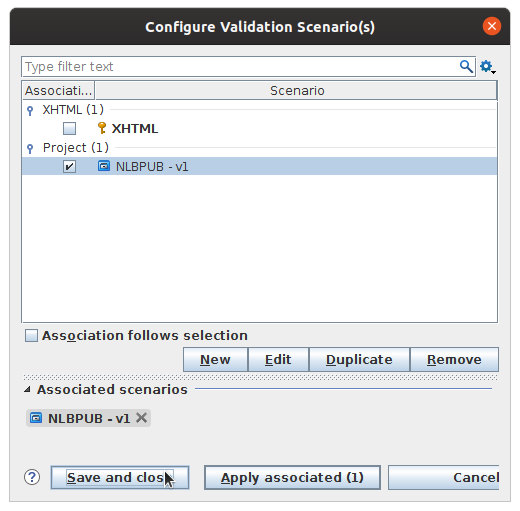 Configure Validation Scenario(s)
Type filter text
Associati... Scenario
XHTML (1)
XHTML
Project (1)
NLBPUB - v1
Association follows selection
New Edit Duplicate Remove
Associated scenarios
NLBPUB - v1
? Save and clos Apply associated (1) Cancel